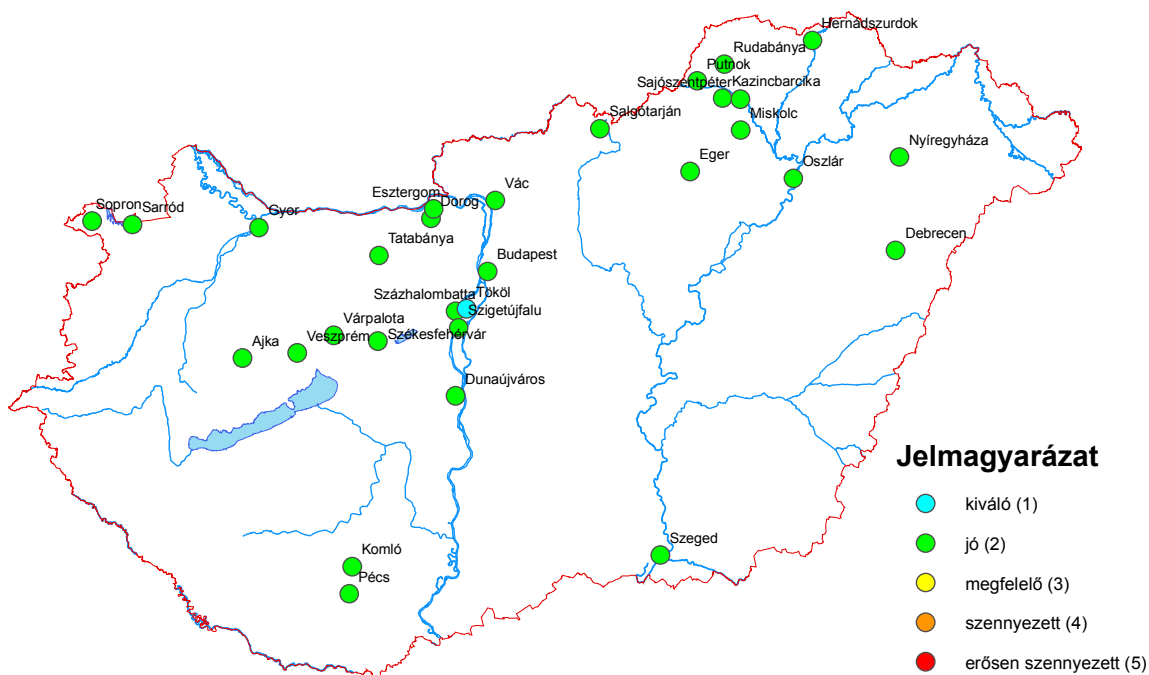 Hernádszurdok
Rudabánya
Putnok
Sajószentpéter
Kazincbarcika
Salgótarján
Miskolc
Nyíregyháza
Eger
Oszlár
Vác
Esztergom
Dorog
Sopron
Sarród
Gyor
Tatabánya
Debrecen
Budapest
Százhalombatta
Tököl
Szigetújfalu
Várpalota
Ajka
Veszprém
Székesfehérvár
Dunaújváros
Szeged
Komló
Pécs
Jelmagyarázat
kiváló (1)
jó (2)
megfelelő (3)
szennyezett (4)
erősen szennyezett (5)